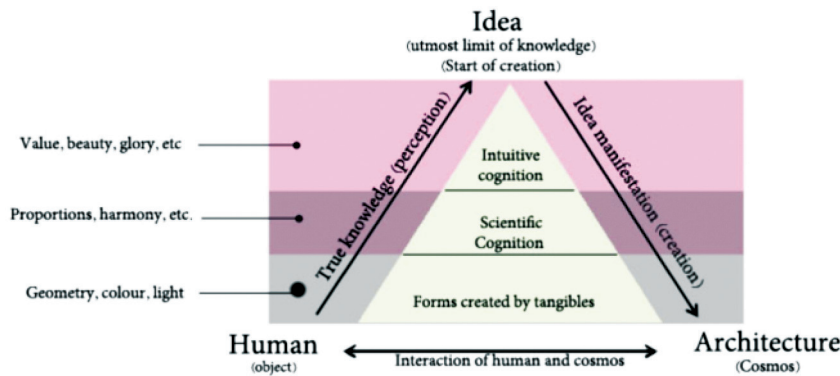 Idea
(utmost limit of knowledge)
(Start of creation)
Value, beauty, glory, etc
Proportions, harmony, etc.
Geometry, colour, light
True knowledge (perception)
Intuitive
cognition
Scientific
Cognition
Forms created by tangibles
Idea manifestation (creation)
Human
(object)
Interaction of human and cosmos
Architecture
(Cosmos)